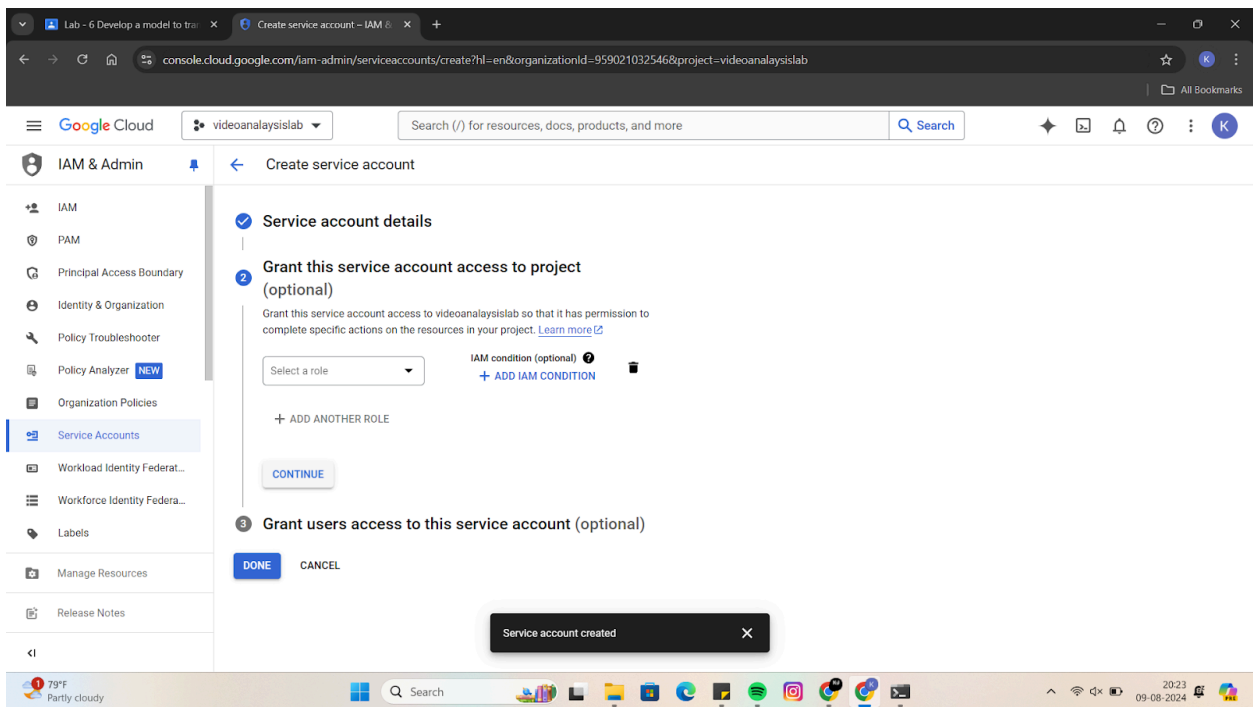 Lab - 6 Develop a model to tran
Create service account – IAM &
console.cloud.google.com/iam-admin/serviceaccounts/create?hl=en&organizationId=959021032546&project=videoanalaysislab
K
All Bookmarks
Google Cloud
videoanalaysislab
Search (/) for resources, docs, products, and more
Search
K
IAM & Admin
Create service account
IAM
PAM
Principal Access Boundary
Identity & Organization
Policy Troubleshooter
Policy Analyzer NEW
Organization Policies
Service Accounts
Workload Identity Federat...
Workforce Identity Federa...
Labels
Manage Resources
Release Notes
Service account details
2
Grant this service account access to project
(optional)
Grant this service account access to videoanalaysislab so that it has permission to
complete specific actions on the resources in your project. Learn more
Select a role
IAM condition (optional)
+ ADD IAM CONDITION
+ ADD ANOTHER ROLE
CONTINUE
3 Grant users access to this service account (optional)
DONE CANCEL
Service account created
1
79°F
Partly cloudy
Search
20:23
09-08-2024